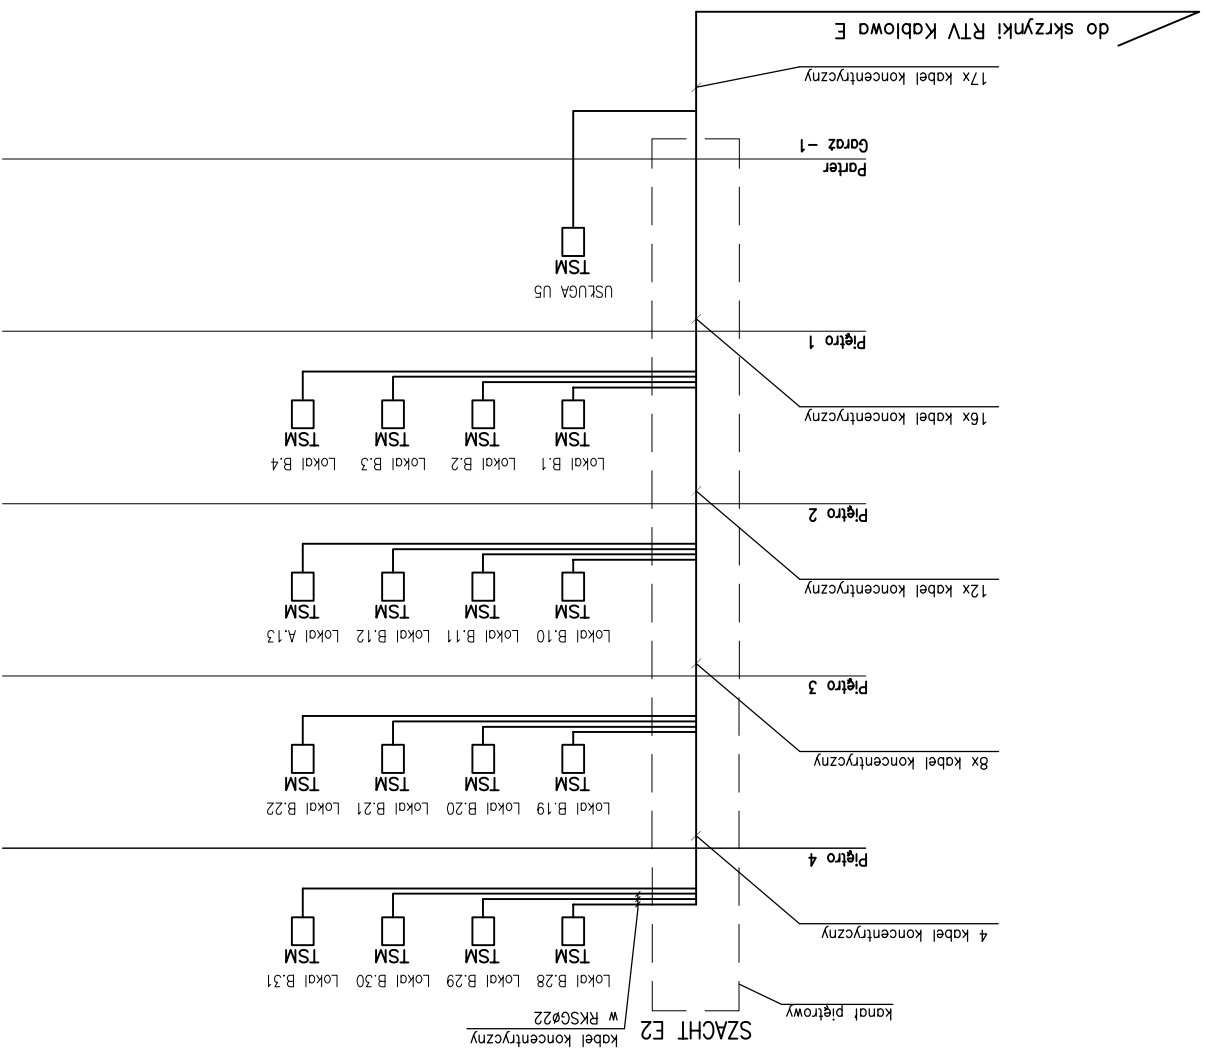 kabel koncentryczny
w RKSGø22
SZACHT E2
kanał piętrowy
Lokal B.31
Lokal B.30
Lokal B.29
Lokal B.28
TSM
TSM
TSM
TSM
4 kabel koncentryczny
Piętro 4
Lokal B.22
Lokal B.21
Lokal B.20
Lokal B.19
TSM
TSM
TSM
TSM
8x kabel koncentryczny
Piętro 3
Lokal A.13
Lokal B.12
Lokal B.11
Lokal B.10
TSM
TSM
TSM
TSM
12x kabel koncentryczny
Piętro 2
Lokal B.4
Lokal B.3
Lokal B.2
Lokal B.1
TSM
TSM
TSM
TSM
16x kabel koncentryczny
Piętro 1
USŁUGA U5
TSM
Parter
Garaż -1
17x kabel koncentryczny
do skrzynki RTV Kablowa E